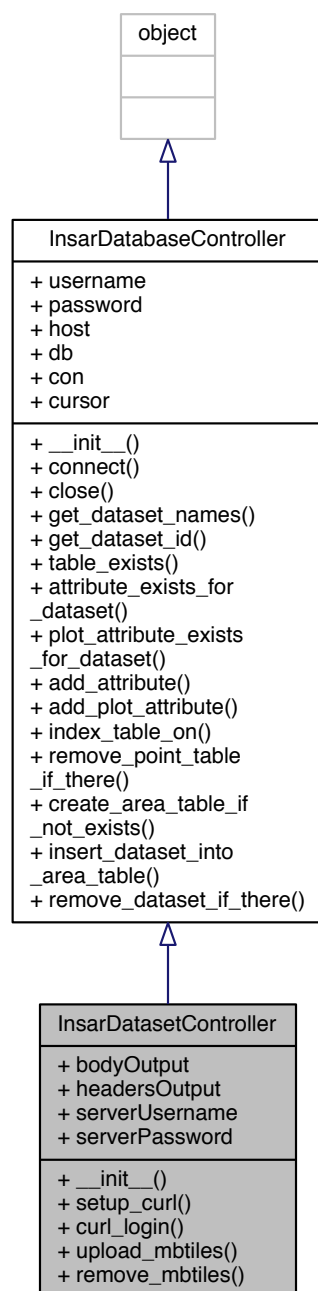 object
InsarDatabaseController
+ username
+ password
+ host
+ db
+ con
+ cursor
+ __init__()
+ connect()
+ close()
+ get_dataset_names()
+ get_dataset_id()
+ table_exists()
+ attribute_exists_for
_dataset()
+ plot_attribute_exists
_for_dataset()
+ add_attribute()
+ add_plot_attribute()
+ index_table_on()
+ remove_point_table
_if_there()
+ create_area_table_if
_not_exists()
+ insert_dataset_into
_area_table()
+ remove_dataset_if_there()
InsarDatasetController
+ bodyOutput
+ headersOutput
+ serverUsername
+ serverPassword
+ __init__()
+ setup_curl()
+ curl_login()
+ upload_mbtiles()
+ remove_mbtiles()